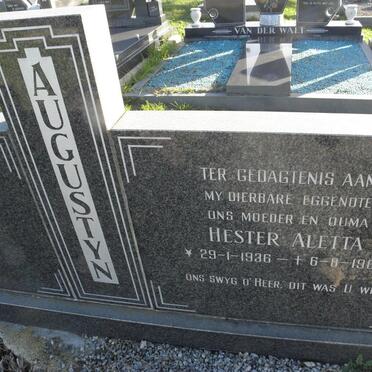 VAN DER WALT
AUGUSTYN
TER GEDAGTENIS AAN
MY DIERBARE EGGENOTE
ONS MOEDER EN OUMA
HESTER ALETTA
* 29-1-1936 - † 6-8-198
ONS SWYG O' HEER, DIT WAS U W